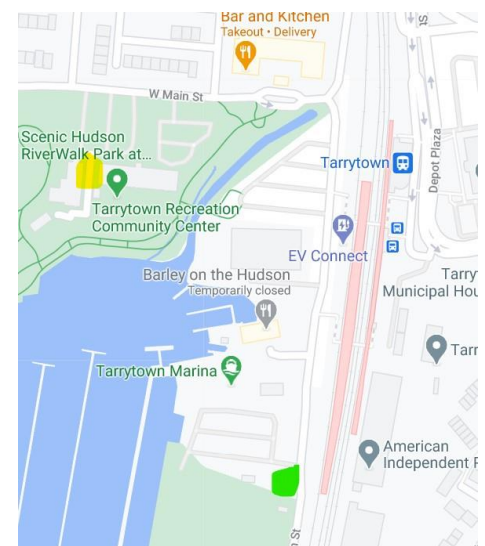 Bar and Kitchen
Takeout • Delivery
St
W Main St
Scenic Hudson
RiverWalk Park at...
Tarrytown
Depot Plaza
Tarrytown Recreation
Community Center
EV Connect
Barley on the Hudson
Temporarily closed
Tarry
Municipal Hou
Tarrytown Marina
Tarr
American
Independent F
St